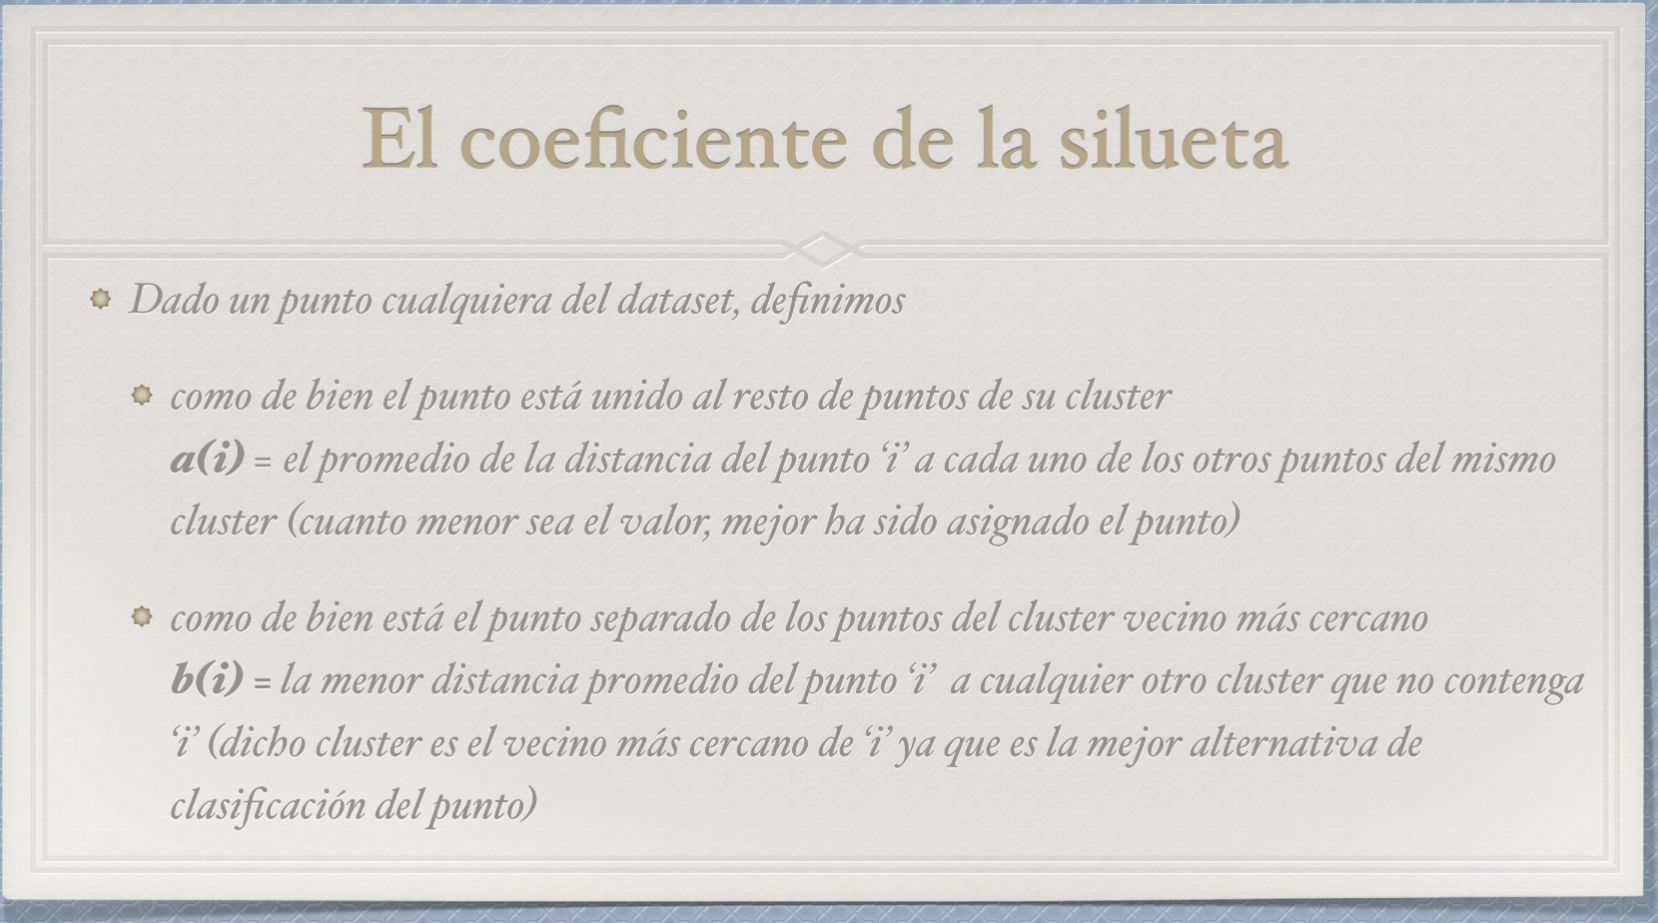 El coeficiente de la silueta
Dado un punto cualquiera del dataset, definimos
como de bien el punto está unido al resto de puntos de su cluster
a(i) = el promedio de la distancia del punto ‘i’ a cada uno de los otros puntos del mismo
cluster (cuanto menor sea el valor, mejor ha sido asignado el punto)
como de bien está el punto separado de los puntos del cluster vecino más cercano
b(i) = la menor distancia promedio del punto ‘i’ a cualquier otro cluster que no contenga
‘i’ (dicho cluster es el vecino más cercano de ‘i’ ya que es la mejor alternativa de
clasificación del punto)